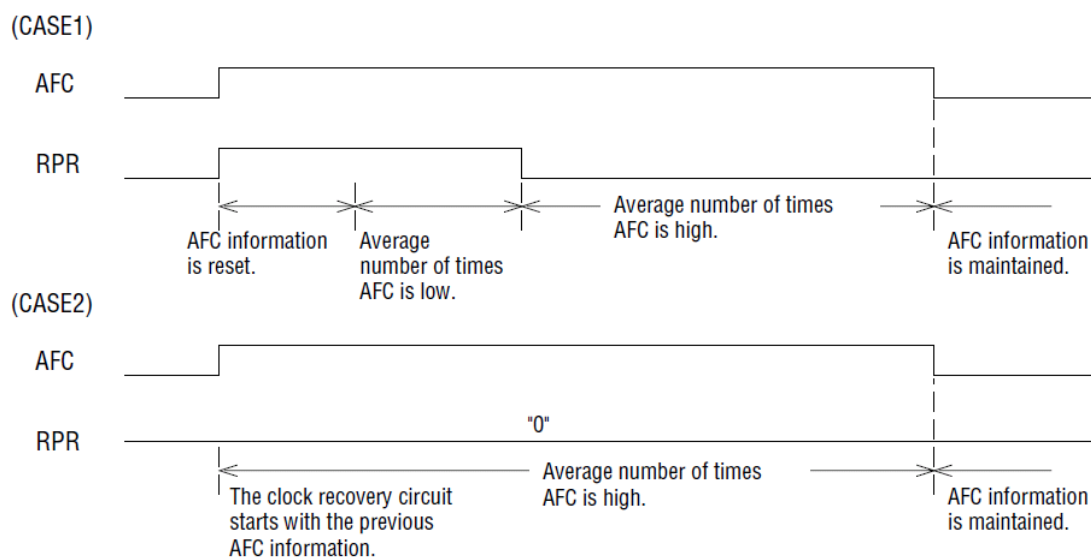 (CASE1)
AFC
RPR
AFC information
is reset.
Average
number of times
AFC is low.
Average number of times
AFC is high.
AFC information
is maintained.
(CASE2)
AFC
RPR
"0"
The clock recovery circuit
starts with the previous
AFC information.
Average number of times
AFC is high.
AFC information
is maintained.